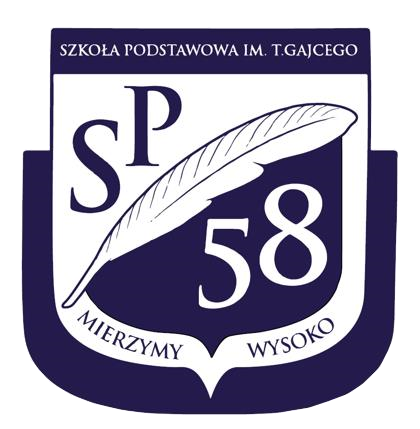 SZKOŁA PODSTAWOWA IM. T.GAJCEGO
SP
58
MIERZYMY WYSOKO